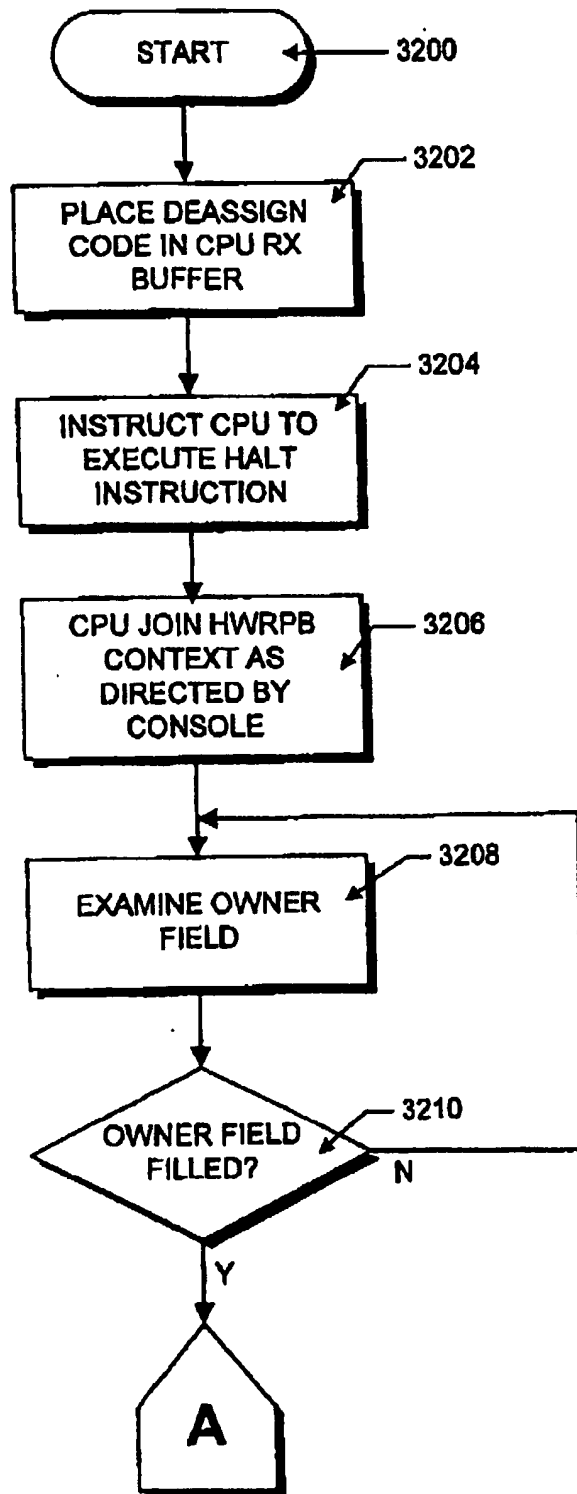 START
3200
3202
PLACE DEASSIGN
CODE IN CPU RX
BUFFER
3204
INSTRUCT CPU TO
EXECUTE HALT
INSTRUCTION
CPU JOIN HWRPB
CONTEXT AS
DIRECTED BY
CONSOLE
3206
3208
EXAMINE OWNER
FIELD
3210
OWNER FIELD
FILLED?
N
Y
A